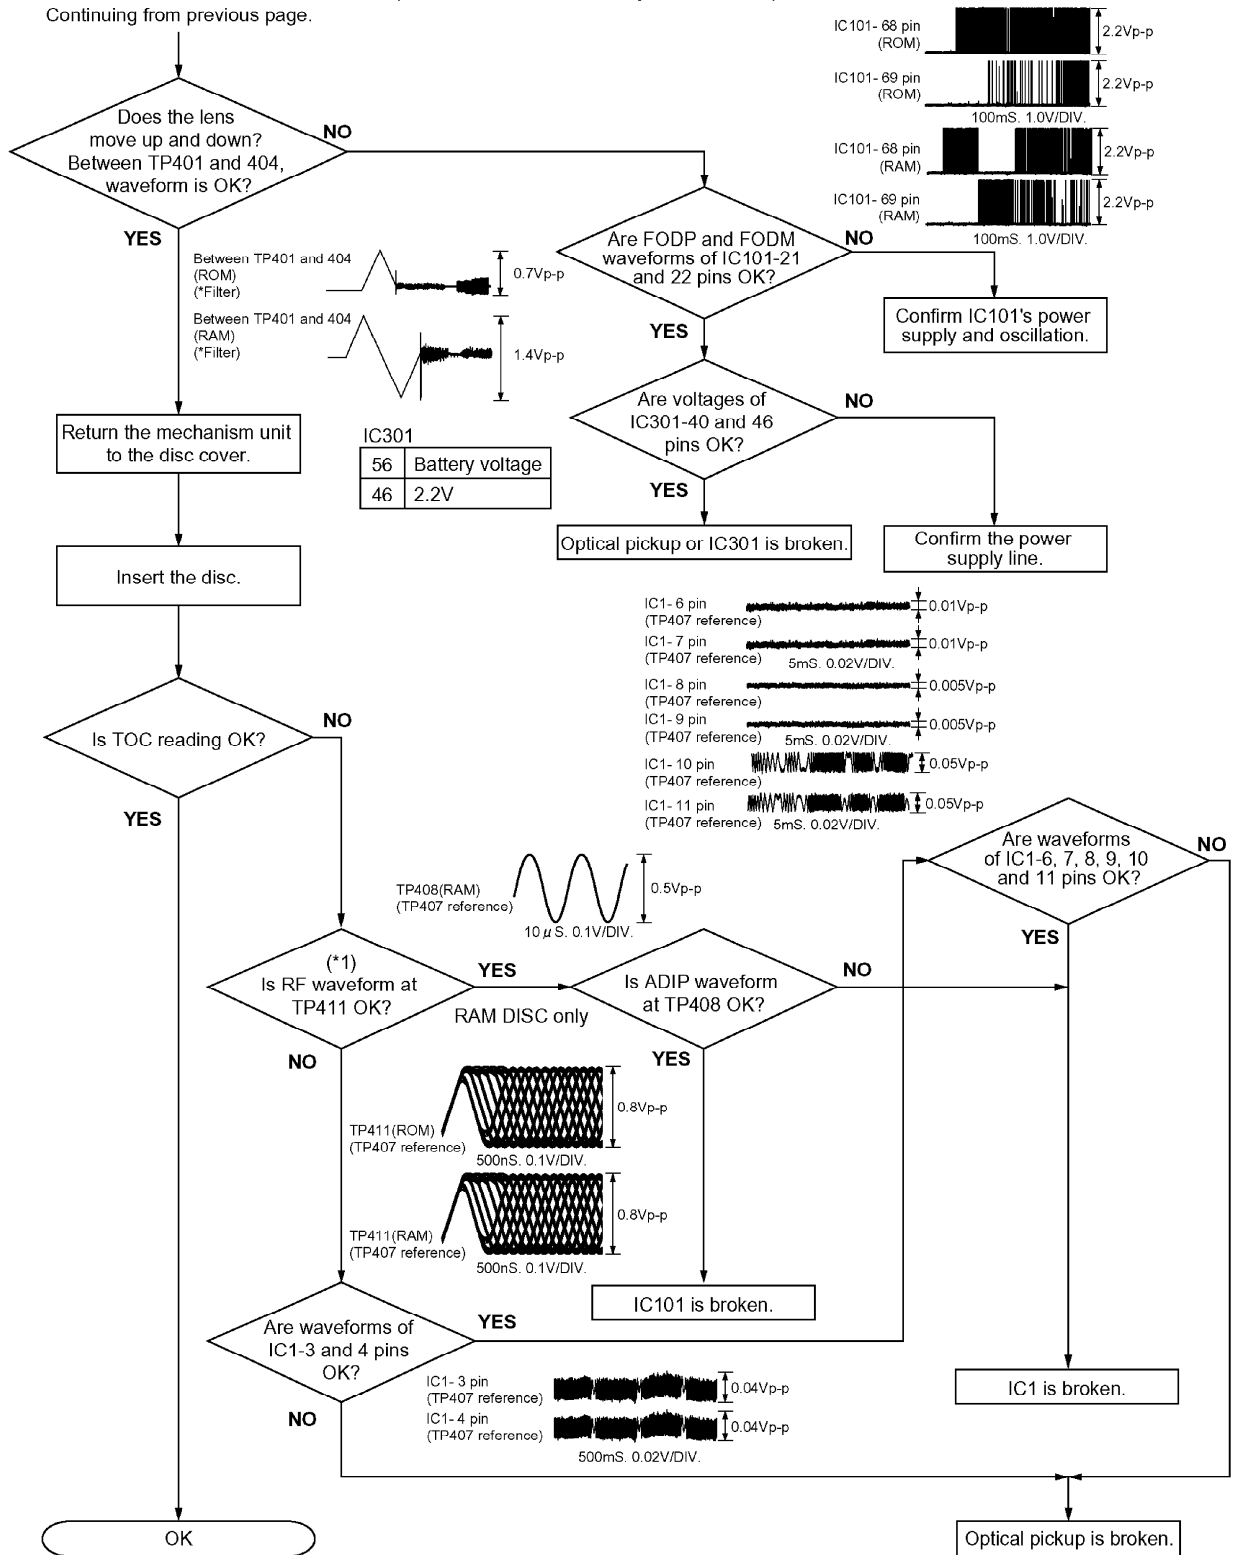 Continuing from previous page.
Does the lens
move up and down?
Between TP401 and 404,
waveform is OK?
NO
YES
IC101- 68 pin
(ROM)
2.2Vp-p
IC101- 69 pin
(ROM)
2.2Vp-p
100mS. 1.0V/DIV.
IC101- 68 pin
(RAM)
2.2Vp-p
IC101- 69 pin
(RAM)
2.2Vp-p
100mS. 1.0V/DIV.
Between TP401 and 404
(ROM)
(*Filter)
0.7Vp-p
Between TP401 and 404
(RAM)
(*Filter)
1.4Vp-p
Are FODP and FODM
waveforms of IC101-21
and 22 pins OK?
NO
YES
Confirm IC101's power
supply and oscillation.
Are voltages of
IC301-40 and 46
pins OK?
NO
YES
IC301
56 Battery voltage
46 2.2V
Return the mechanism unit
to the disc cover.
Optical pickup or IC301 is broken.
Confirm the power
supply line.
Insert the disc.
IC1- 6 pin
(TP407 reference)
0.01Vp-p
IC1- 7 pin
(TP407 reference)
0.01Vp-p
5mS. 0.02V/DIV.
IC1- 8 pin
(TP407 reference)
0.005Vp-p
IC1- 9 pin
(TP407 reference)
0.005Vp-p
5mS. 0.02V/DIV.
IC1- 10 pin
(TP407 reference)
0.05Vp-p
IC1- 11 pin
(TP407 reference)
0.05Vp-p
5mS. 0.02V/DIV.
Is TOC reading OK?
NO
YES
Are waveforms
of IC1-6, 7, 8, 9, 10
and 11 pins OK?
NO
YES
TP408(RAM)
(TP407 reference)
0.5Vp-p
10 μ S. 0.1V/DIV.
(*1)
Is RF waveform at
TP411 OK?
YES
RAM DISC only
NO
Is ADIP waveform
at TP408 OK?
NO
YES
TP411(ROM)
(TP407 reference)
0.8Vp-p
500nS. 0.1V/DIV.
TP411(RAM)
(TP407 reference)
0.8Vp-p
500nS. 0.1V/DIV.
IC101 is broken.
Are waveforms of
IC1-3 and 4 pins
OK?
YES
NO
IC1- 3 pin
(TP407 reference)
0.04Vp-p
IC1- 4 pin
(TP407 reference)
0.04Vp-p
500mS. 0.02V/DIV.
IC1 is broken.
OK
Optical pickup is broken.